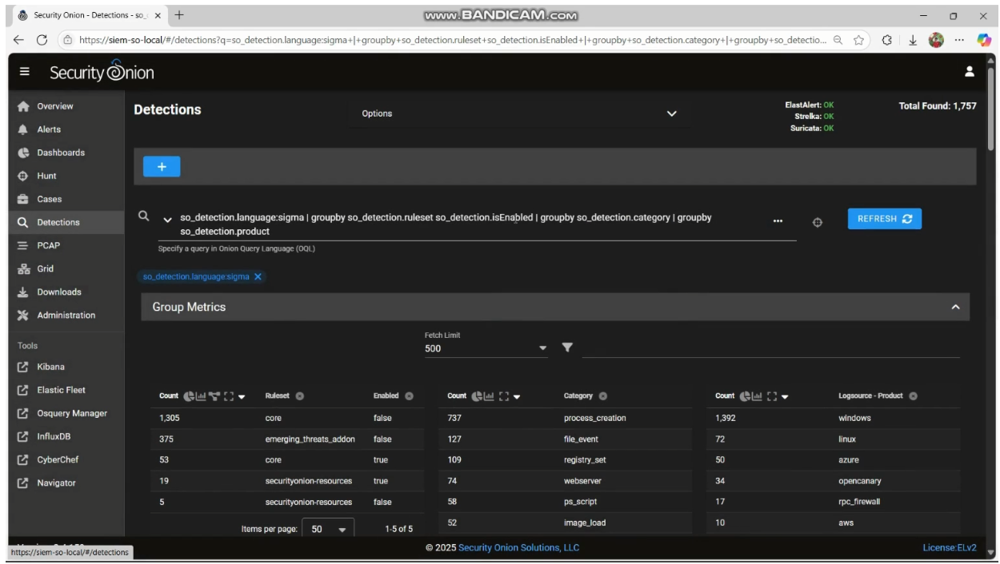 Security Onion - Detections - so_
www.BANDICAM.com
https://siem-so-local/#/detections?q=so_detection.language:sigma+|+groupby+so_detection.ruleset+so_detection.isEnabled+|+groupby+so_detection.category+|+groupby+so_detectio...
Security Onion
Overview
Alerts
Dashboards
Hunt
Cases
Detections
PCAP
Grid
Downloads
Administration
Tools
Kibana
Elastic Fleet
Osquery Manager
InfluxDB
CyberChef
Navigator
Detections
Options
ElastAlert: OK
Strelka: OK
Suricata: OK
Total Found: 1,757
+
so_detection.language:sigma | groupby so_detection.ruleset so_detection.isEnabled | groupby so_detection.category | groupby
so_detection.product
REFRESH
Specify a query in Onion Query Language (OQL)
so_detection.language:sigma
Group Metrics
Fetch Limit
500
Count Ruleset Enabled
1,305 core false
375 emerging_threats_addon false
53 core true
19 securityonion-resources true
5 securityonion-resources false
Items per page: 50 1-5 of 5
Count Category
737 process_creation
127 file_event
109 registry_set
74 webserver
58 ps_script
52 image_load
Count Logsource - Product
1,392 windows
72 linux
50 azure
34 opencanary
17 rpc_firewall
10 aws
https://siem-so-local/#/detections
© 2025 Security Onion Solutions, LLC
License:ELv2